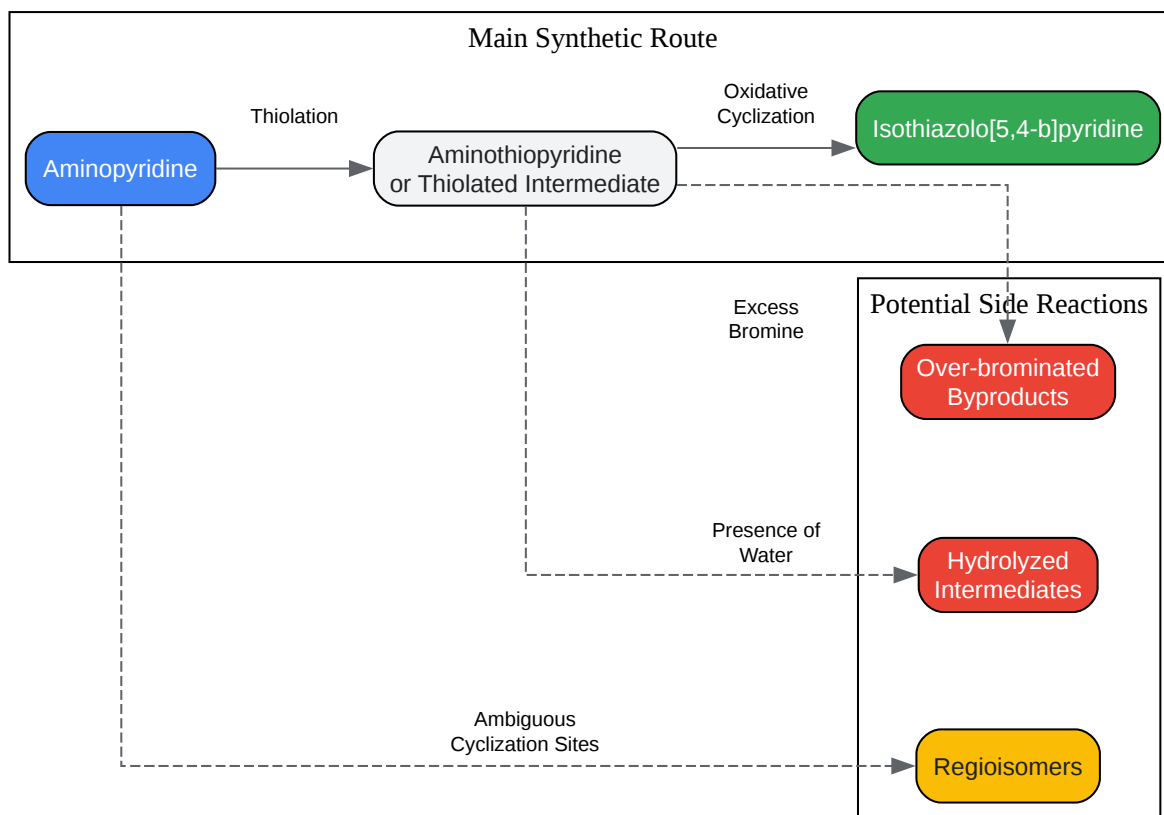 Main Synthetic Route
Aminopyridine
Thiolation
Aminothiopyridine
or Thiolated Intermediate
Oxidative
Cyclization
Isothiazolo[5,4-b]pyridine
Potential Side Reactions
Excess
Bromine
Over-brominated
Byproducts
Presence of
Water
Hydrolyzed
Intermediates
Ambiguous
Cyclization Sites
Regioisomers